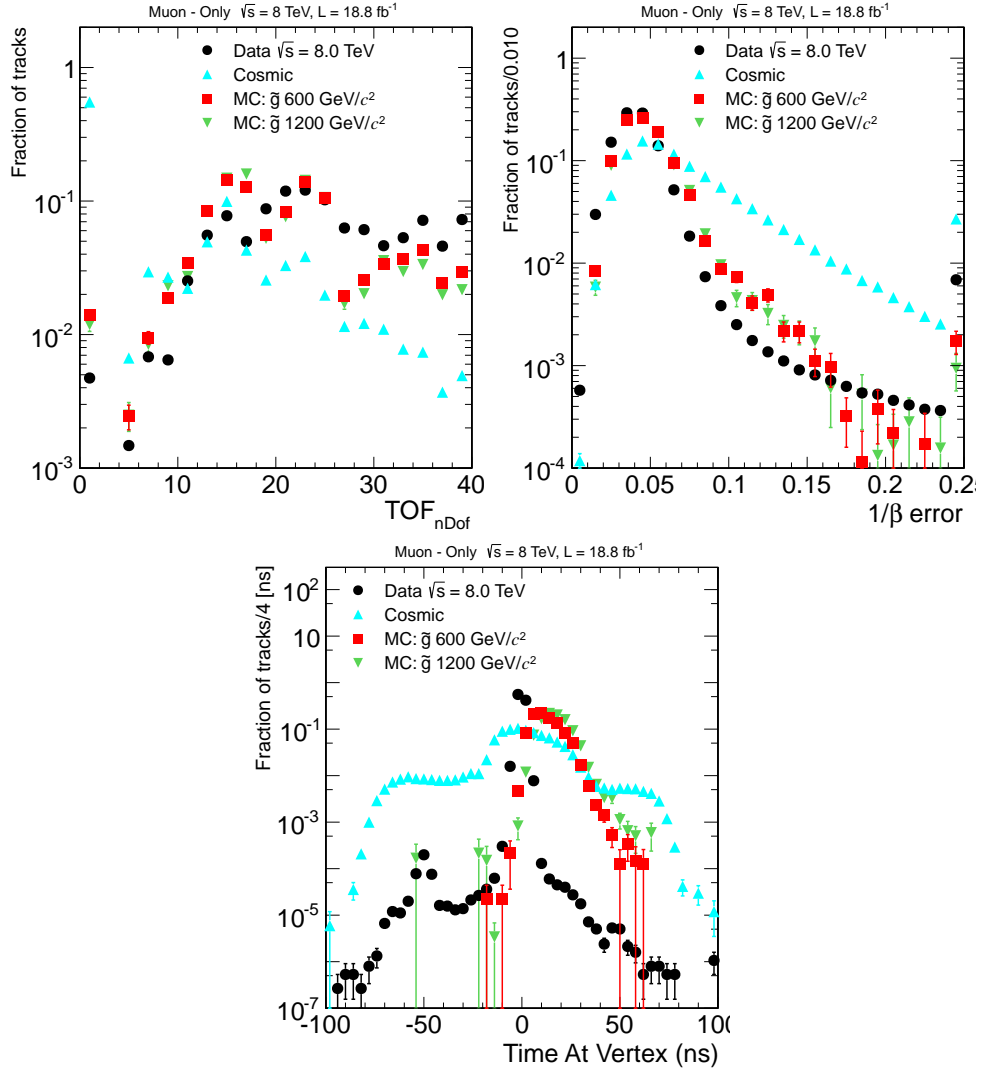 Muon - Only √s = 8 TeV, L = 18.8 fb⁻¹
Fraction of tracks
1
10⁻¹
10⁻²
10⁻³
Data √s = 8.0 TeV
Cosmic
MC: g̃ 600 GeV/c²
MC: g̃ 1200 GeV/c²
0 10 20 30 40
TOF_nDof
Muon - Only √s = 8 TeV, L = 18.8 fb⁻¹
Fraction of tracks/0.010
1
10⁻¹
10⁻²
10⁻³
10⁻⁴
Data √s = 8.0 TeV
Cosmic
MC: g̃ 600 GeV/c²
MC: g̃ 1200 GeV/c²
0 0.05 0.1 0.15 0.2 0.25
1/β error
Muon - Only √s = 8 TeV, L = 18.8 fb⁻¹
Fraction of tracks/4 [ns]
10²
10
10⁻¹
10⁻³
10⁻⁵
10⁻⁷
Data √s = 8.0 TeV
Cosmic
MC: g̃ 600 GeV/c²
MC: g̃ 1200 GeV/c²
-100 -50 0 50 100
Time At Vertex (ns)